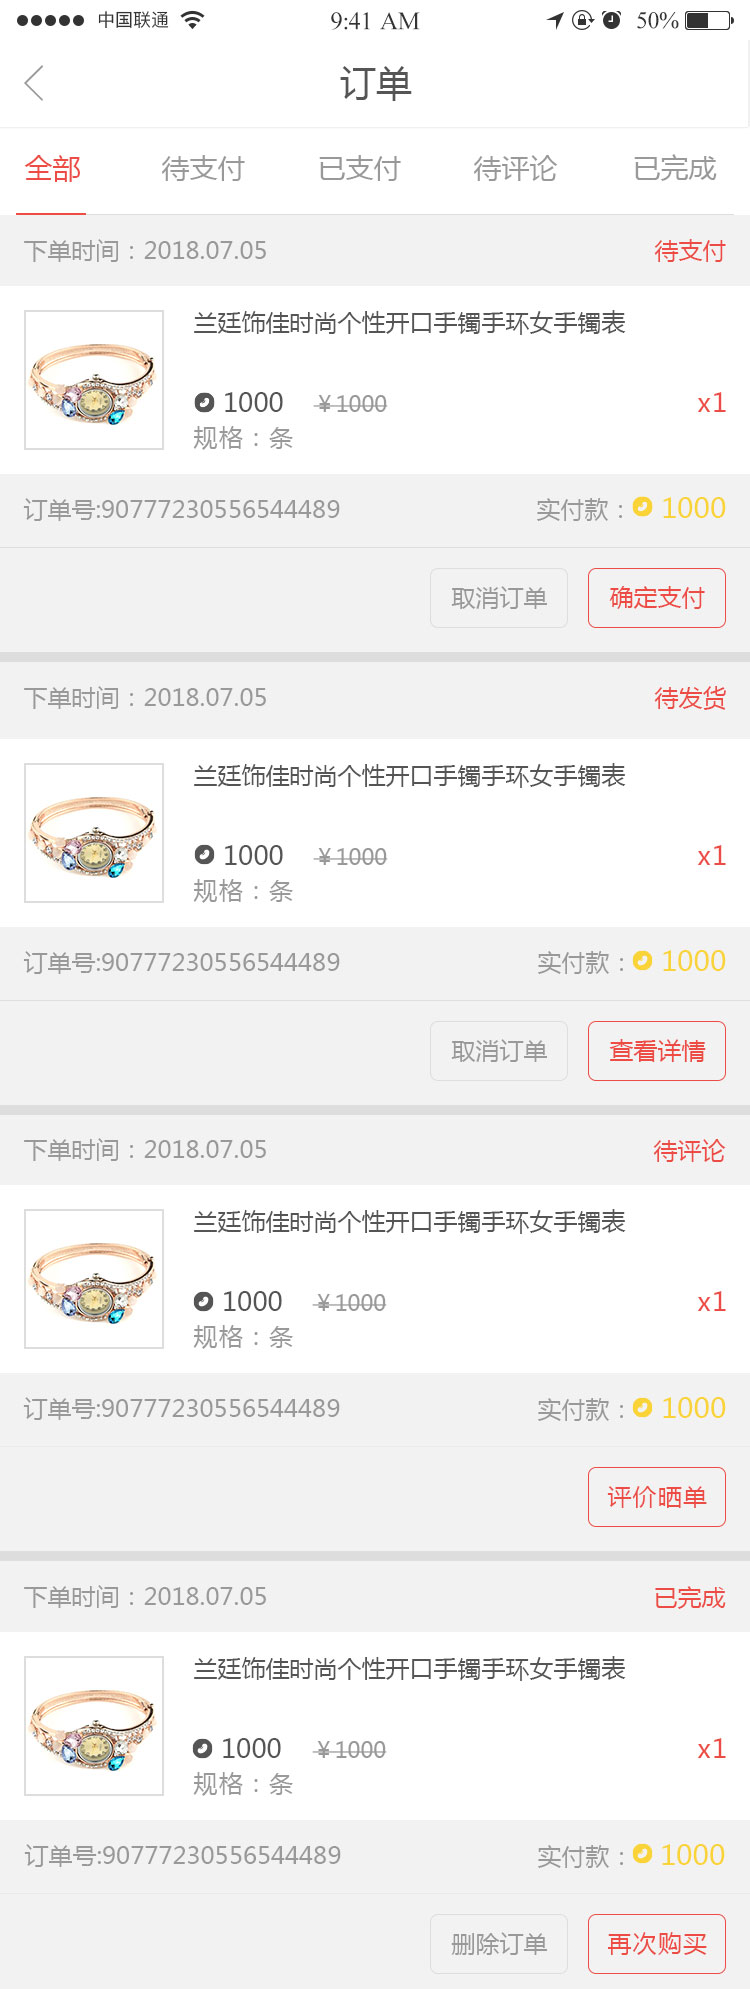 中国联通 9:41 AM 50%
订单
全部 待支付 已支付 待评论 已完成
下单时间：2018.07.05 待支付
兰廷饰佳时尚个性开口手镯手环女手镯表
1000 ¥1000 x1
规格：条
订单号:90777230556544489 实付款：1000
取消订单 确定支付
下单时间：2018.07.05 待发货
兰廷饰佳时尚个性开口手镯手环女手镯表
1000 ¥1000 x1
规格：条
订单号:90777230556544489 实付款：1000
取消订单 查看详情
下单时间：2018.07.05 待评论
兰廷饰佳时尚个性开口手镯手环女手镯表
1000 ¥1000 x1
规格：条
订单号:90777230556544489 实付款：1000
评价晒单
下单时间：2018.07.05 已完成
兰廷饰佳时尚个性开口手镯手环女手镯表
1000 ¥1000 x1
规格：条
订单号:90777230556544489 实付款：1000
删除订单 再次购买